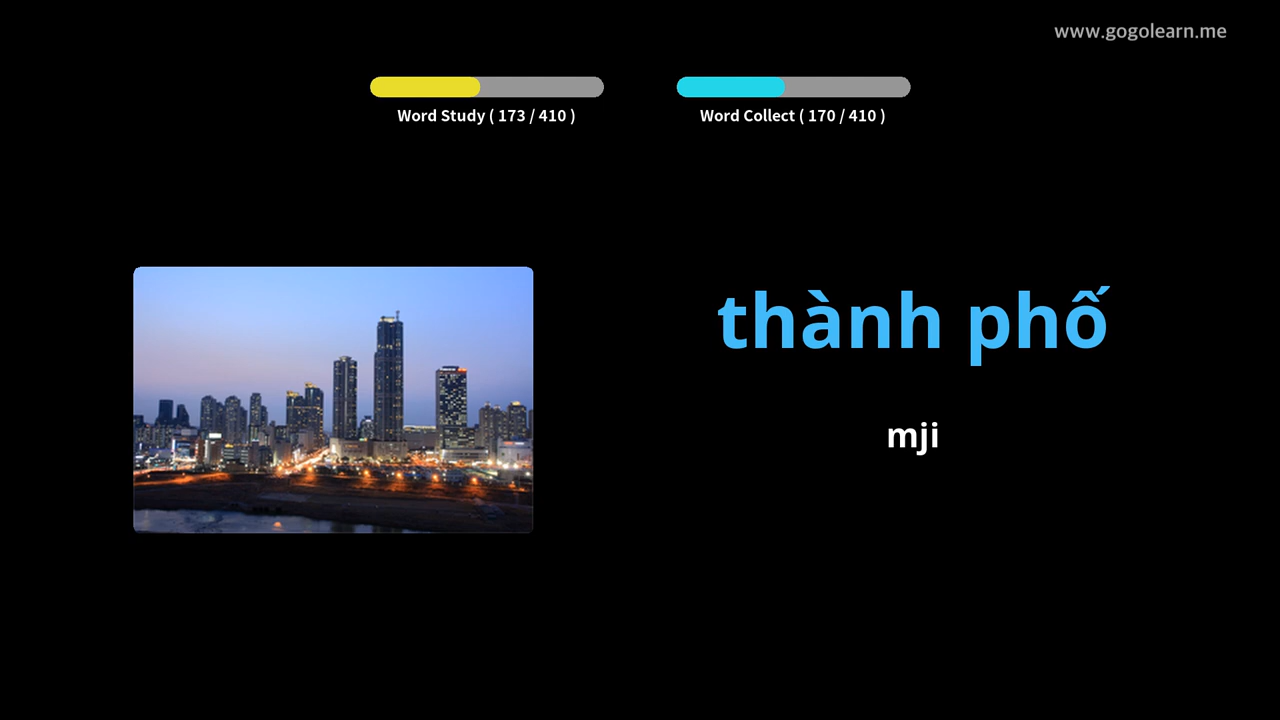 www.gogolearn.me
Word Study ( 173 / 410 )
Word Collect ( 170 / 410 )
thành phố
mji